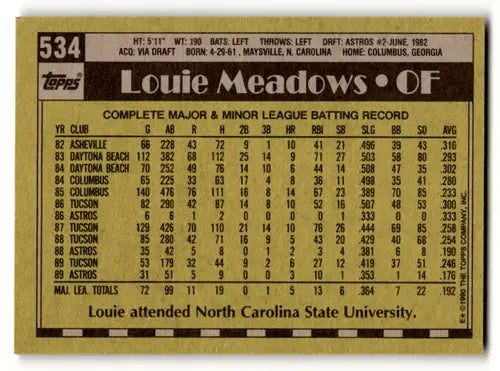 534
HT: 5'11" WT: 190 BATS: LEFT THROWS: LEFT DRFT: ASTROS #2-JUNE, 1982
ACQ: VIA DRAFT BORN: 4-29-61, MAYSVILLE, N. CAROLINA HOME: COLUMBUS, GEORGIA
Topps
Louie Meadows • OF
COMPLETE MAJOR & MINOR LEAGUE BATTING RECORD
YR CLUB G AB R H 2B 3B HR RBI SB SLG BB SO AVG
82 ASHEVILLE 66 228 43 72 9 1 10 41 21 .496 39 43 .316
83 DAYTONA BEACH 112 382 68 112 25 14 9 71 27 .503 58 80 .293
84 DAYTONA BEACH 70 252 49 76 14 6 10 44 14 .508 47 35 .302
84 COLUMBUS 65 225 33 63 17 4 8 36 11 .498 35 41 .280
85 COLUMBUS 140 476 76 111 16 8 14 67 23 .389 70 85 .233
86 TUCSON 82 290 42 87 14 8 10 52 16 .507 48 53 .300
86 ASTROS 6 6 1 2 0 0 0 0 1 .333 0 0 .333
87 TUCSON 129 426 70 110 21 14 10 76 26 .444 68 84 .258
88 TUCSON 85 280 42 71 16 9 5 43 20 .429 39 60 .254
88 ASTROS 35 42 5 8 0 1 2 3 4 .381 6 8 .190
89 TUCSON 53 179 32 44 9 2 6 27 12 .419 37 51 .246
89 ASTROS 31 51 5 9 0 0 3 10 1 .353 1 14 .176
MAJ. LEA. TOTALS 72 99 11 19 0 1 5 13 6 .364 7 22 .192
Louie attended North Carolina State University.
E* ©1990 THE TOPPS COMPANY, INC.